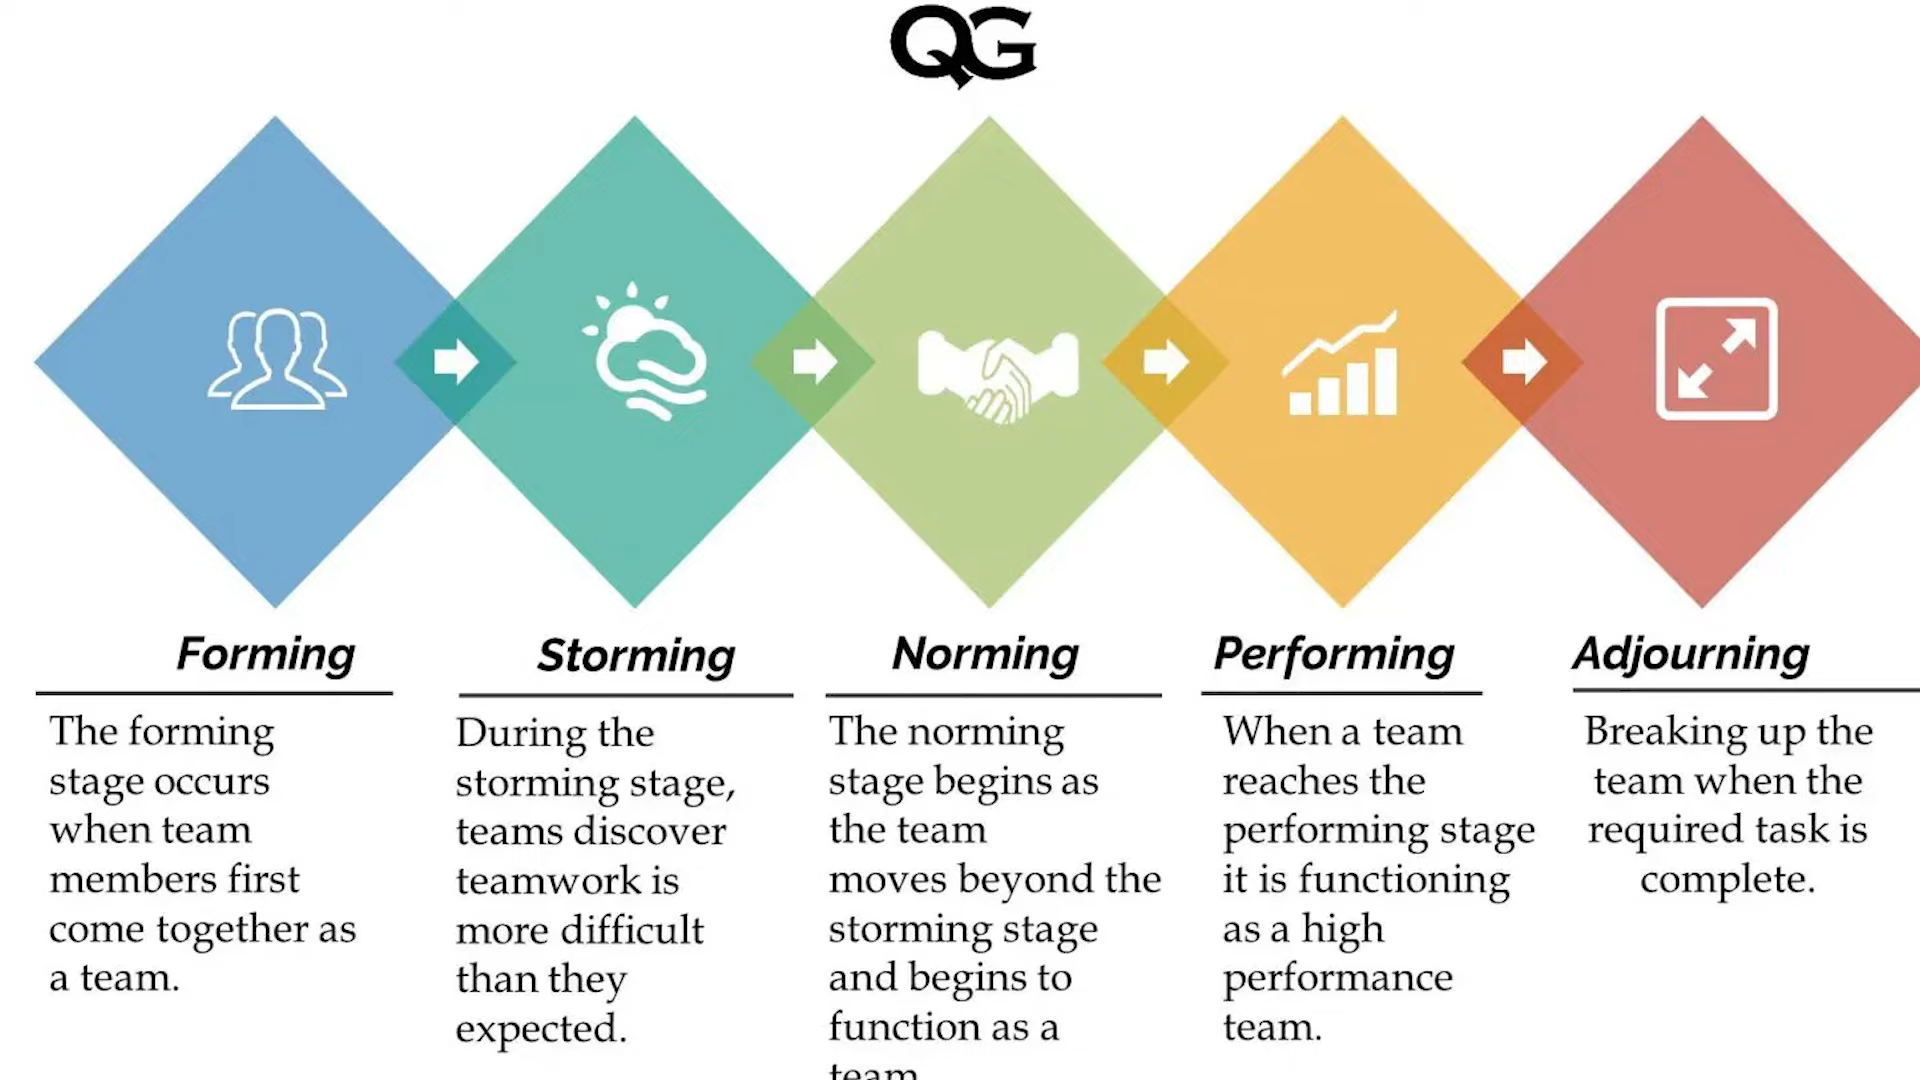 QG
Forming
The forming
stage occurs
when team
members first
come together as
a team.
Storming
During the
storming stage,
teams discover
teamwork is
more difficult
than they
expected.
Norming
The norming
stage begins as
the team
moves beyond the
storming stage
and begins to
function as a
team
Performing
When a team
reaches the
performing stage
it is functioning
as a high
performance
team.
Adjourning
Breaking up the
team when the
required task is
complete.